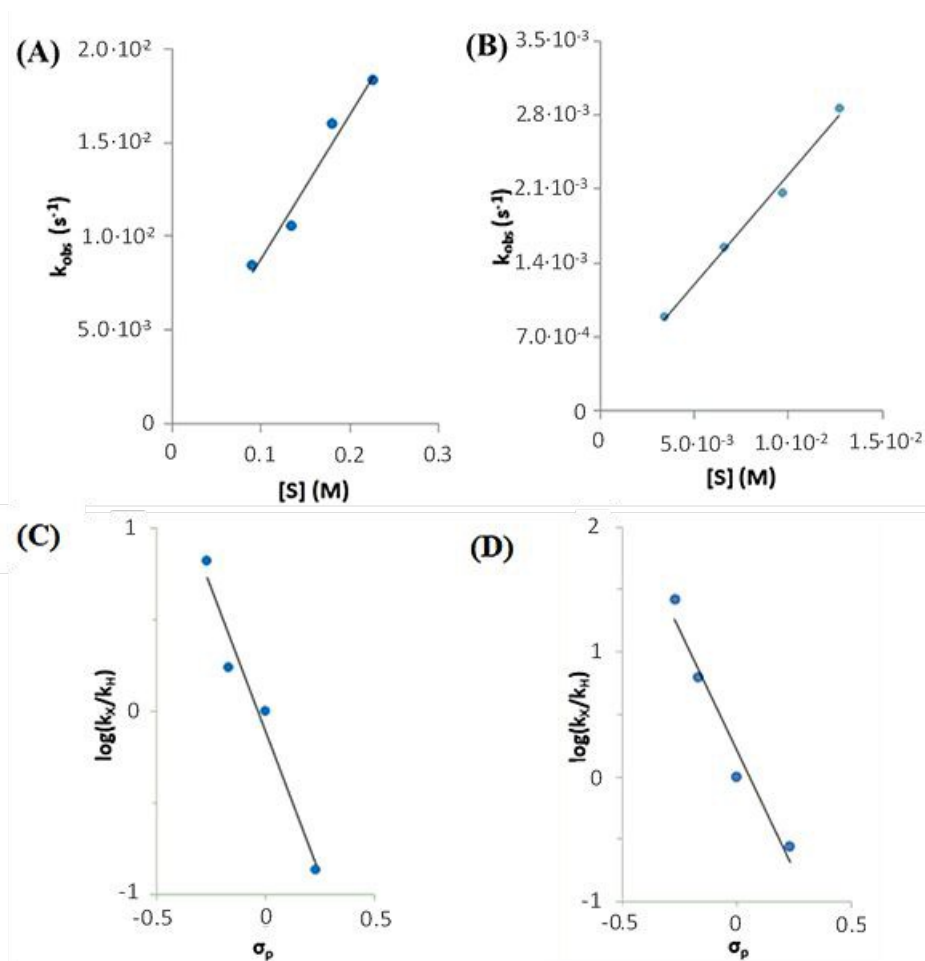 (A)
2.0·10⁻²
1.5·10⁻²
1.0·10⁻²
5.0·10⁻³
0
k_obs (s⁻¹)
0
0.1
0.2
0.3
[S] (M)
(B)
3.5·10⁻³
2.8·10⁻³
2.1·10⁻³
1.4·10⁻³
7.0·10⁻⁴
0
k_obs (s⁻¹)
0
5.0·10⁻³
1.0·10⁻²
1.5·10⁻²
[S] (M)
(C)
1
0
-1
log(k_X/k_H)
-0.5
0
0.5
σ_p
(D)
2
1
0
-1
log(k_X/k_H)
-0.5
0
0.5
σ_p